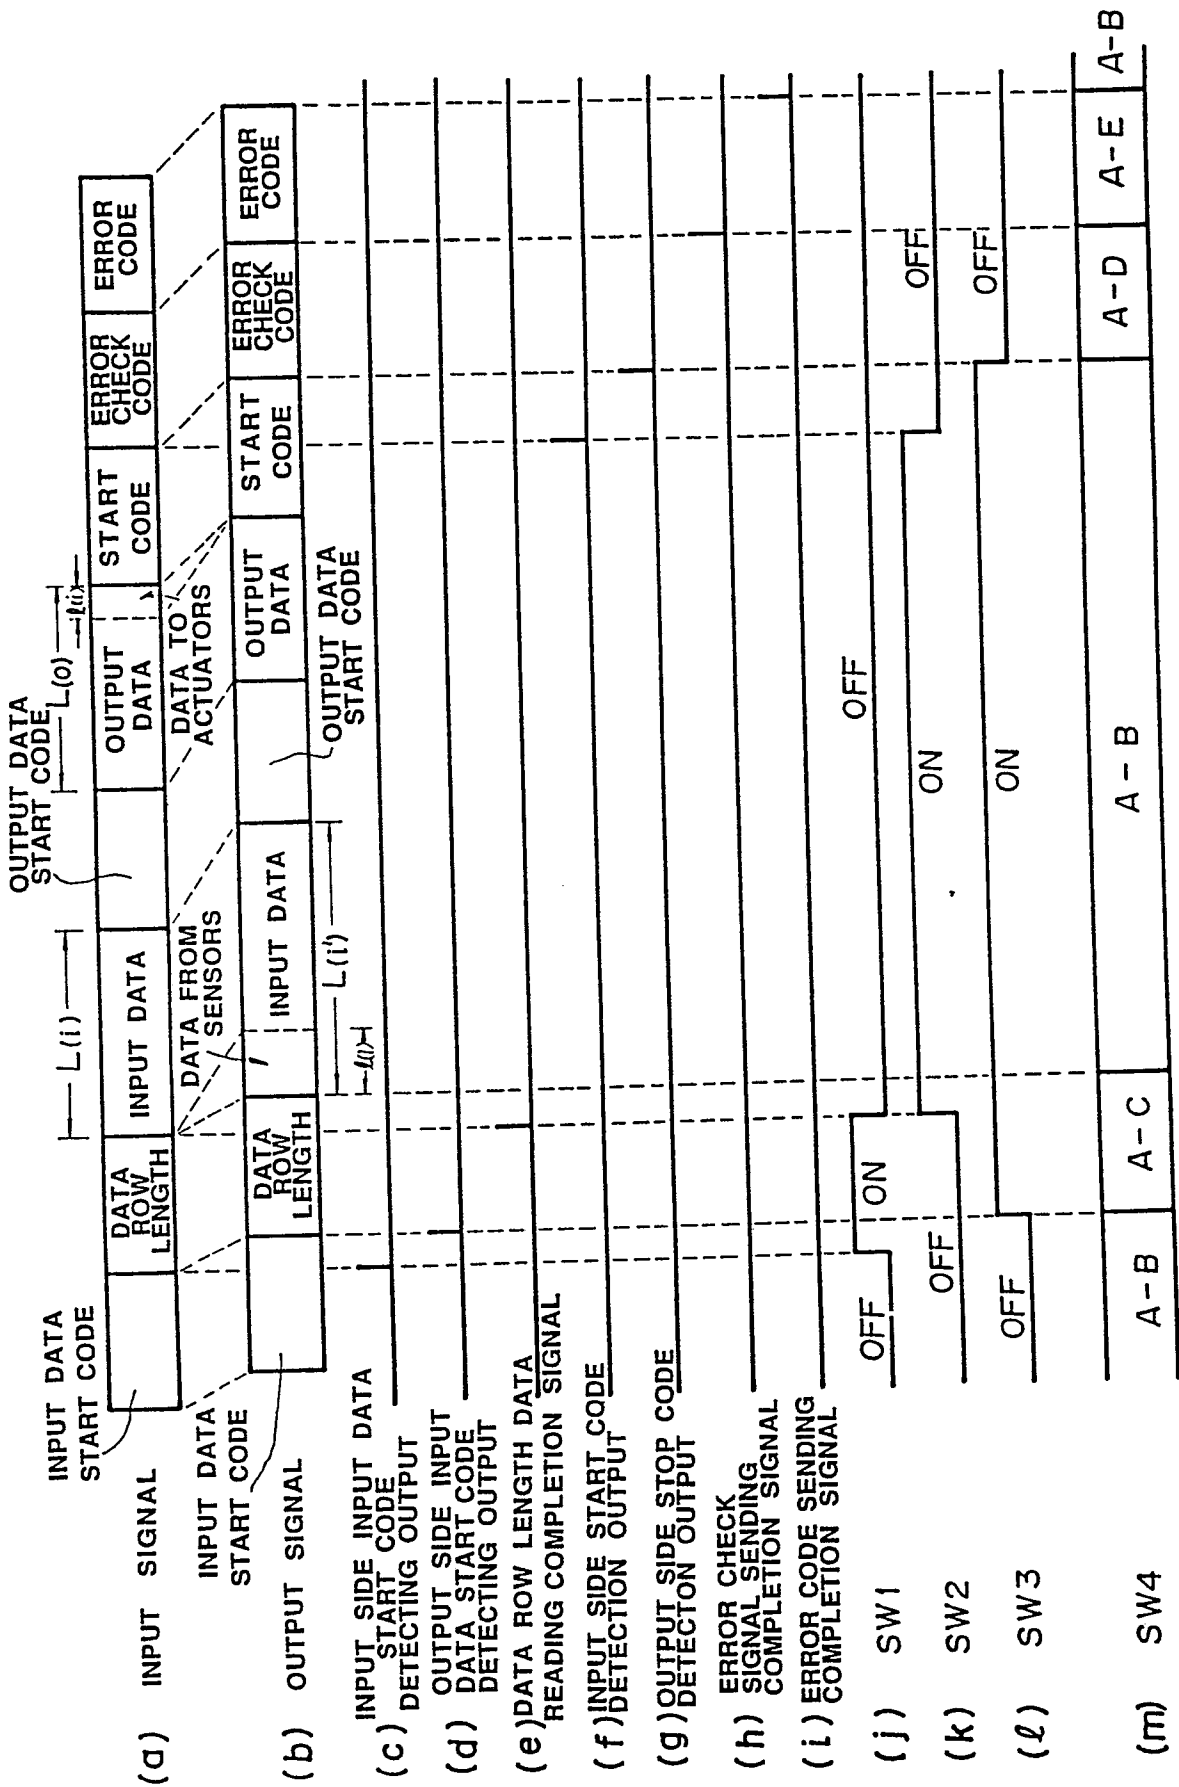 INPUT DATA
START CODE
OUTPUT DATA
START CODE
L(i)
L(0)
ℓ(i)
(a) INPUT SIGNAL
DATA
ROW
LENGTH
INPUT DATA
OUTPUT
DATA
START
CODE
ERROR
CHECK
CODE
ERROR
CODE
INPUT DATA
START CODE
DATA FROM
SENSORS
DATA TO
ACTUATORS
(b) OUTPUT SIGNAL
DATA
ROW
LENGTH
INPUT DATA
OUTPUT
DATA
START
CODE
ERROR
CHECK
CODE
ERROR
CODE
L(i')
OUTPUT DATA
START CODE
(c) INPUT SIDE INPUT DATA
START CODE
DETECTING OUTPUT
(d) OUTPUT SIDE INPUT
DATA START CODE
DETECTING OUTPUT
(e) DATA ROW LENGTH DATA
READING COMPLETION SIGNAL
(f) INPUT SIDE START CODE
DETECTION OUTPUT
(g) OUTPUT SIDE STOP CODE
DETECTON OUTPUT
(h) ERROR CHECK
SIGNAL SENDING
COMPLETION SIGNAL
(i) ERROR CODE SENDING
COMPLETION SIGNAL
(j) SW1 OFF ON OFF
(k) SW2 OFF ON OFF
(ℓ) SW3 OFF ON OFF
(m) SW4 A-B A-C A-B A-D A-E A-B